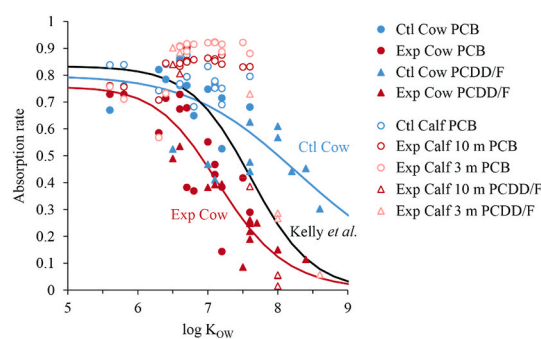 1
0.9
0.8
0.7
0.6
0.5
0.4
0.3
0.2
0.1
0
Absorption rate
5
6
7
8
9
log KOW
Ctl Cow
Exp Cow
Kelly et al.
Ctl Cow PCB
Exp Cow PCB
Ctl Cow PCDD/F
Exp Cow PCDD/F
Ctl Calf PCB
Exp Calf 10 m PCB
Exp Calf 3 m PCB
Exp Calf 10 m PCDD/F
Exp Calf 3 m PCDD/F